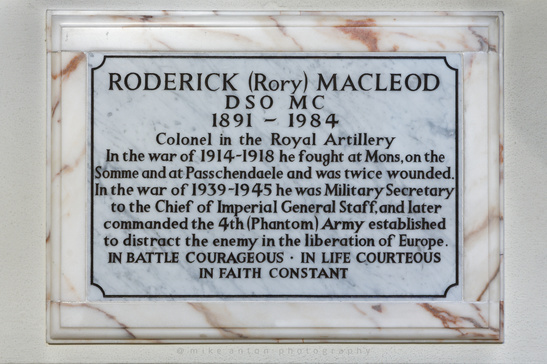 RODERICK (Rory) MACLEOD
DSO MC
1891 – 1984
Colonel in the Royal Artillery
In the war of 1914-1918 he fought at Mons, on the
Somme and at Passchendaele and was twice wounded.
In the war of 1939-1945 he was Military Secretary
to the Chief of Imperial General Staff, and later
commanded the 4th (Phantom) Army established
to distract the enemy in the liberation of Europe.
IN BATTLE COURAGEOUS · IN LIFE COURTEOUS
IN FAITH CONSTANT
©mike anton photography